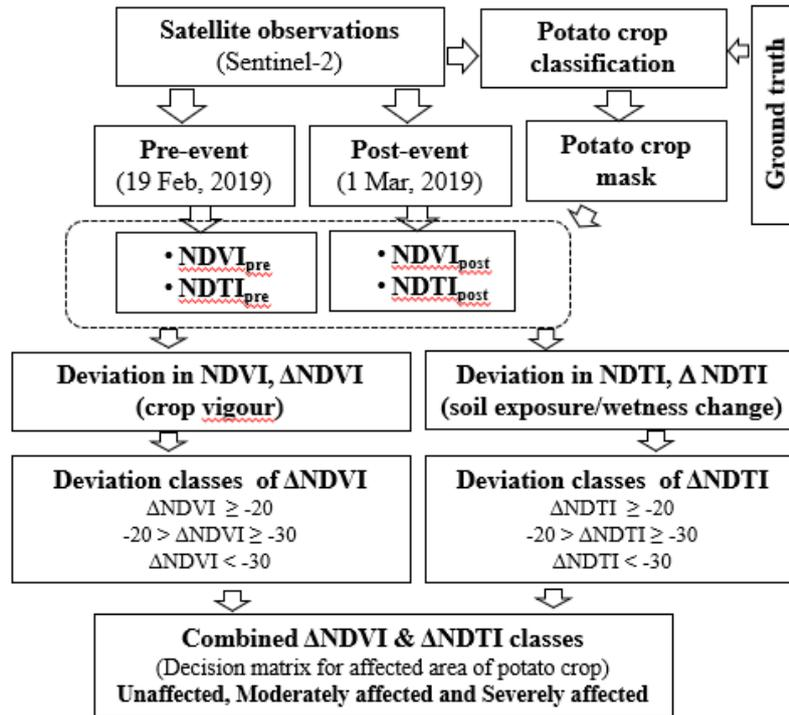 Satellite observations
(Sentinel-2)
Potato crop
classification
Ground truth
Pre-event
(19 Feb, 2019)
Post-event
(1 Mar, 2019)
Potato crop
mask
• NDVIpre
• NDTIpre
• NDVIpost
• NDTIpost
Deviation in NDVI, ΔNDVI
(crop vigour)
Deviation in NDTI, Δ NDTI
(soil exposure/wetness change)
Deviation classes of ΔNDVI
ΔNDVI ≥ -20
-20 > ΔNDVI ≥ -30
ΔNDVI < -30
Deviation classes of ΔNDTI
ΔNDTI ≥ -20
-20 > ΔNDTI ≥ -30
ΔNDTI < -30
Combined ΔNDVI & ΔNDTI classes
(Decision matrix for affected area of potato crop)
Unaffected, Moderately affected and Severely affected